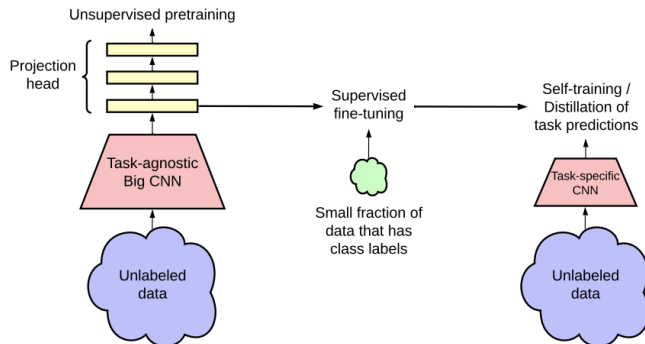 Unsupervised pretraining
Projection
head
Task-agnostic
Big CNN
Unlabeled
data
Supervised
fine-tuning
Small fraction of
data that has
class labels
Self-training /
Distillation of
task predictions
Task-specific
CNN
Unlabeled
data